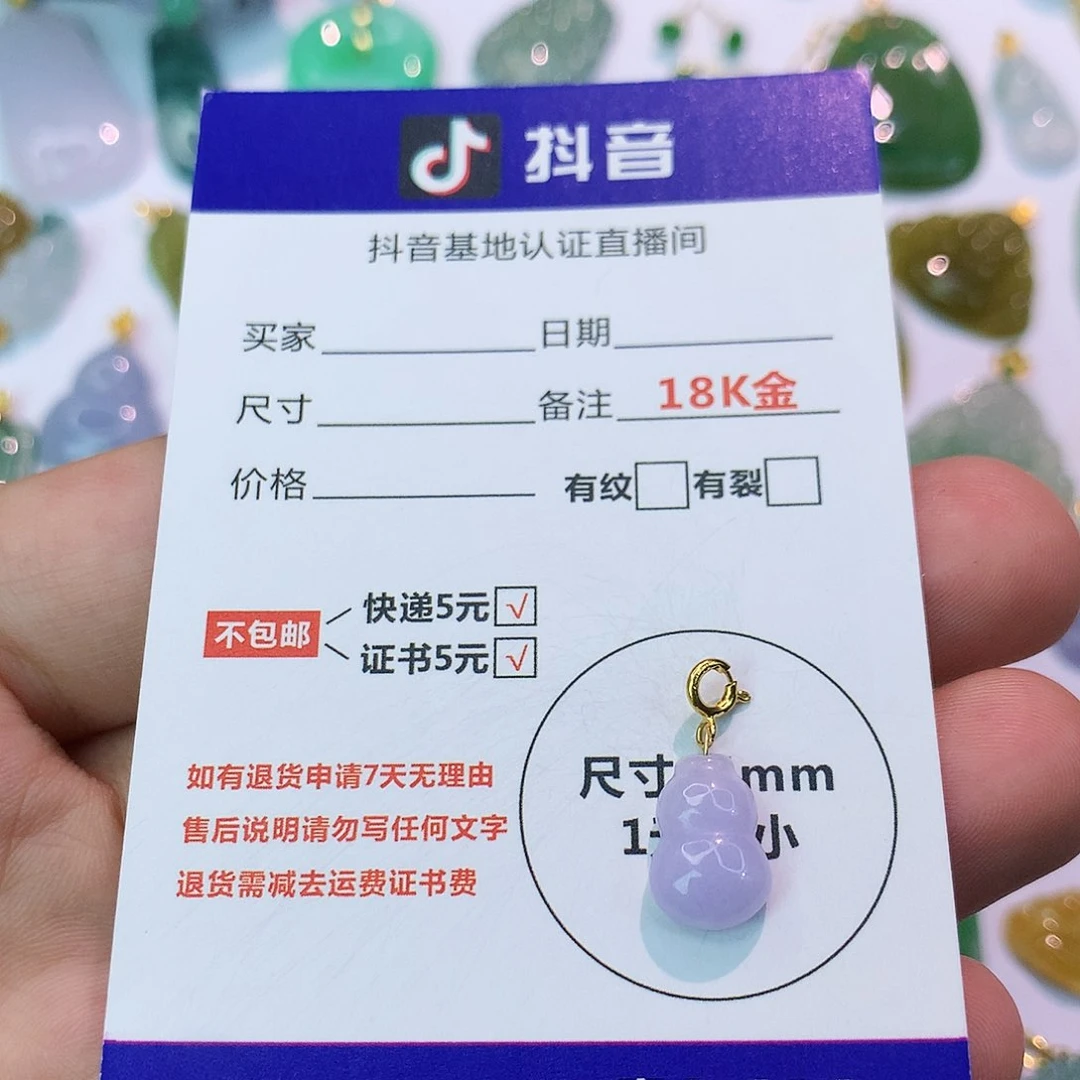 抖音
抖音基地认证直播间
买家 日期
尺寸 备注 18K金
价格 有纹 有裂
不包邮
快递5元 √
证书5元 √
如有退货申请7天无理由
售后说明请勿写任何文字
退货需减去运费证书费
尺寸 mm
1 小